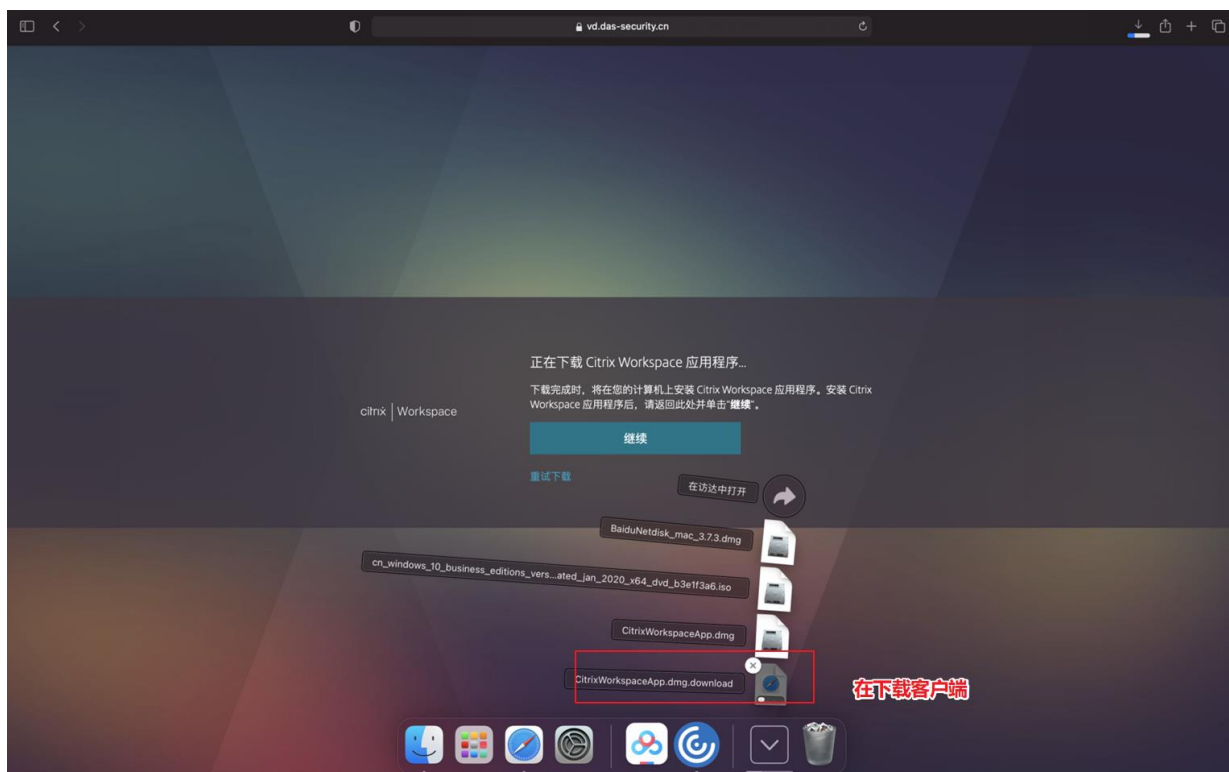 vd.das-security.cn
正在下载 Citrix Workspace 应用程序...
下载完成时，将在您的计算机上安装 Citrix Workspace 应用程序。安装 Citrix
Workspace 应用程序后，请返回此处并单击“继续”。
citrix | Workspace
继续
重试下载
在访达中打开
BaiduNetdisk_mac_3.7.3.dmg
cn_windows_10_business_editions_vers...ated_jan_2020_x64_dvd_b3e1f3a6.iso
CitrixWorkspaceApp.dmg
CitrixWorkspaceApp.dmg.download
在下载客户端